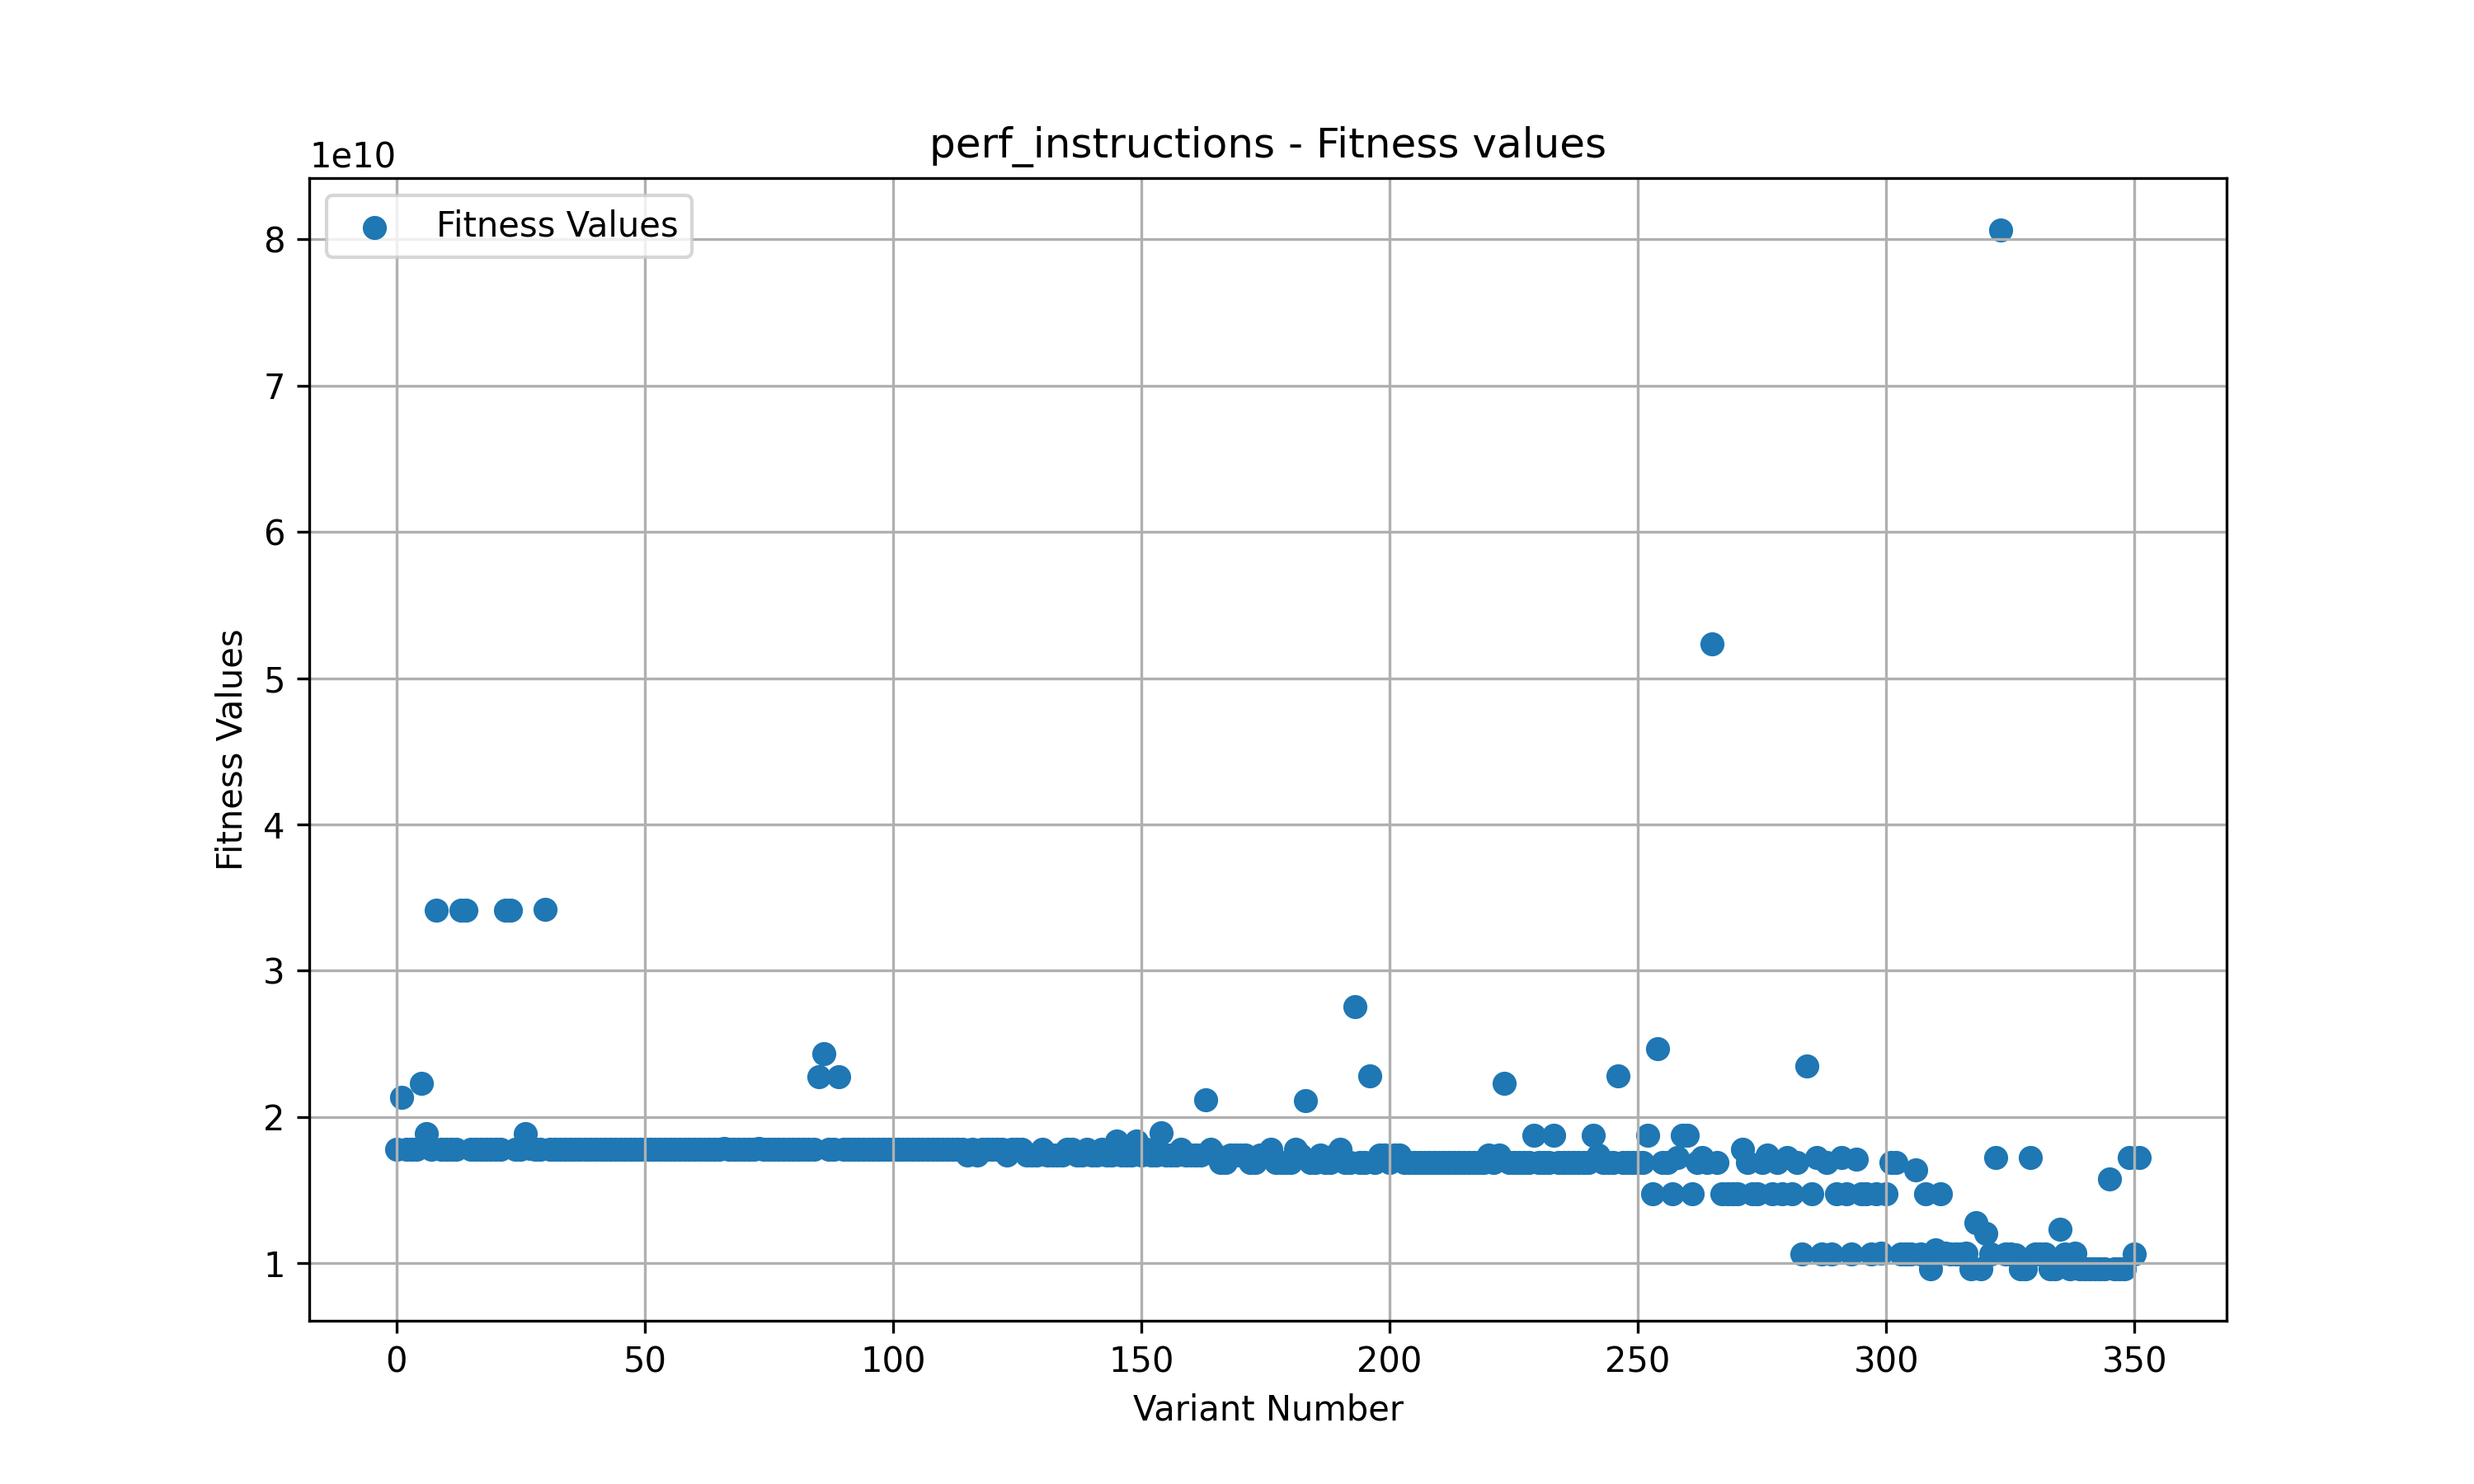 perf_instructions - Fitness values
1e10
Fitness Values
8
7
6
5
4
3
2
1
Fitness Values
0 50 100 150 200 250 300 350
Variant Number